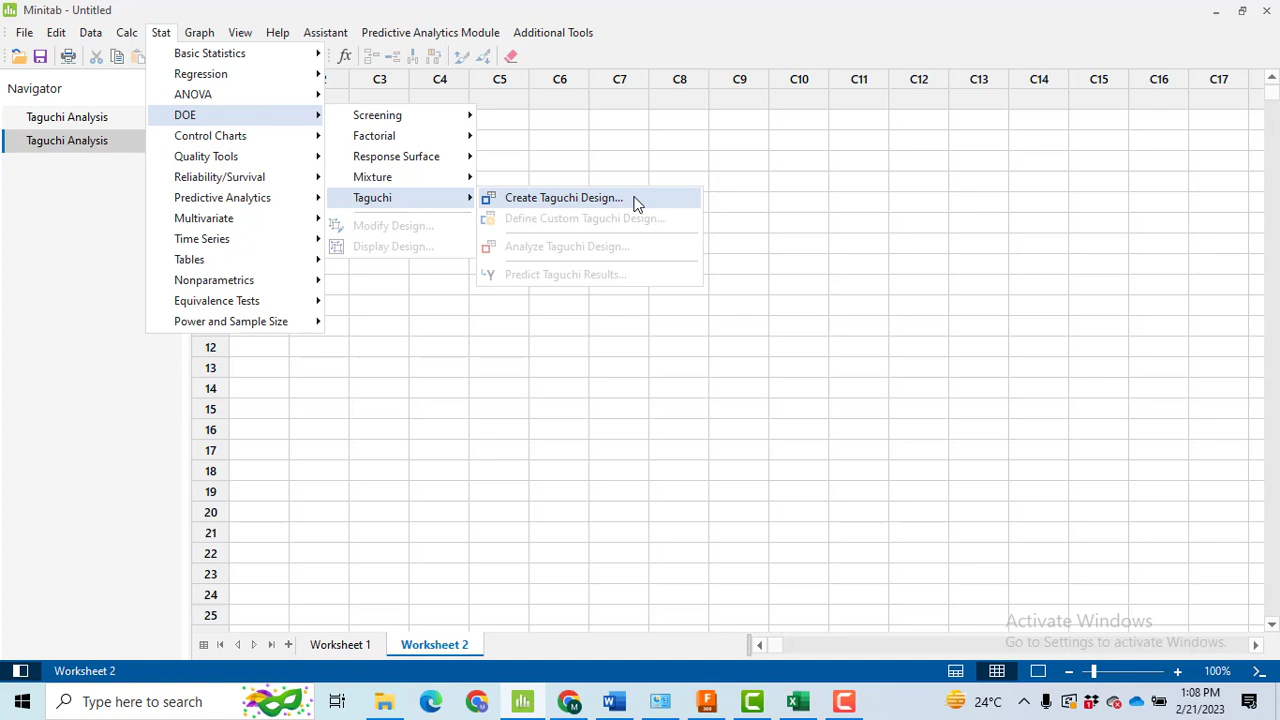 Minitab - Untitled
File Edit Data Calc Stat Graph View Help Assistant Predictive Analytics Module Additional Tools
Navigator
Taguchi Analysis
Taguchi Analysis
Basic Statistics
Regression
ANOVA
DOE
Control Charts
Quality Tools
Reliability/Survival
Predictive Analytics
Multivariate
Time Series
Tables
Nonparametrics
Equivalence Tests
Power and Sample Size
Screening
Factorial
Response Surface
Mixture
Taguchi
Modify Design...
Display Design...
Create Taguchi Design...
Define Custom Taguchi Design...
Analyze Taguchi Design...
Predict Taguchi Results...
C3 C4 C5 C6 C7 C8 C9 C10 C11 C12 C13 C14 C15 C16 C17
12
13
14
15
16
17
18
19
20
21
22
23
24
25
Activate Windows
Go to Settings to activate Windows.
Worksheet 1 Worksheet 2
Worksheet 2 100%
Type here to search
24°C
1:08 PM
2/21/2023